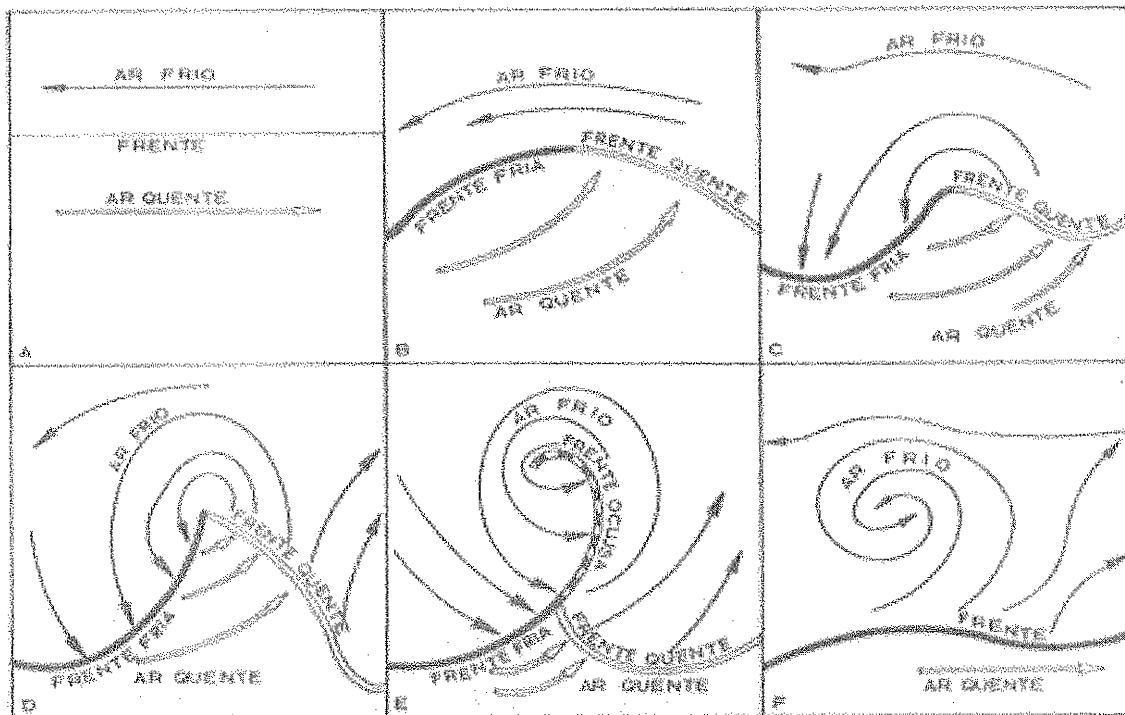 AR FRIO
FRENTE
AR QUENTE
A
AR FRIO
FRENTE FRIA
FRENTE QUENTE
AR QUENTE
B
AR FRIO
FRENTE QUENTE
FRENTE FRIA
AR QUENTE
C
AR FRIO
FRENTE QUENTE
FRENTE FRIA
AR QUENTE
D
AR FRIO
FRENTE OCLUSA
FRENTE FRIA
FRENTE QUENTE
AR QUENTE
E
AR FRIO
FRENTE
AR QUENTE
F